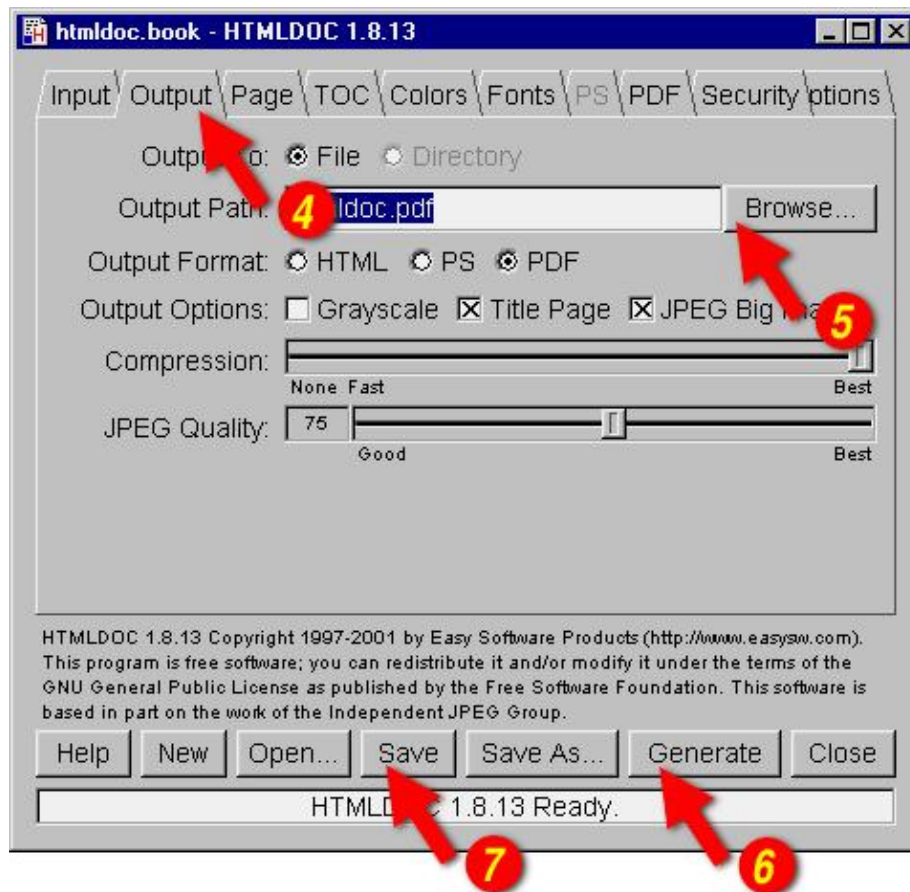 htmldoc.book - HTMLDOC 1.8.13
Input Output Page TOC Colors Fonts PS PDF Security ptions
File Directory
Output Path: ldoc.pdf Browse...
4
Output Format: HTML PS PDF
Output Options: Grayscale Title Page JPEG Big
5
Compression:
None Fast Best
JPEG Quality: 75
Good Best
HTMLDOC 1.8.13 Copyright 1997-2001 by Easy Software Products (http://www.easysw.com).
This program is free software; you can redistribute it and/or modify it under the terms of the
GNU General Public License as published by the Free Software Foundation. This software is
based in part on the work of the Independent JPEG Group.
Help New Open... Save Save As... Generate Close
HTMLDOC 1.8.13 Ready.
7 6